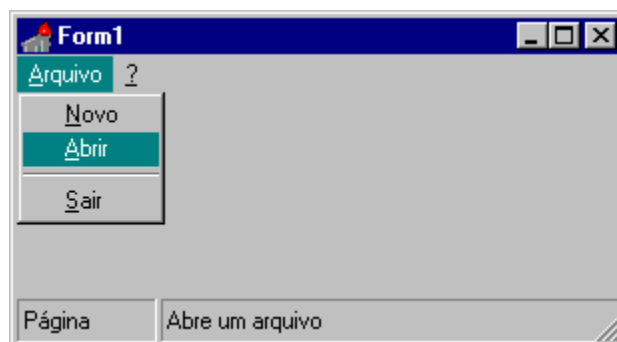 Form1
Arquivo ?
Novo
Abrir
Sair
Página Abre um arquivo